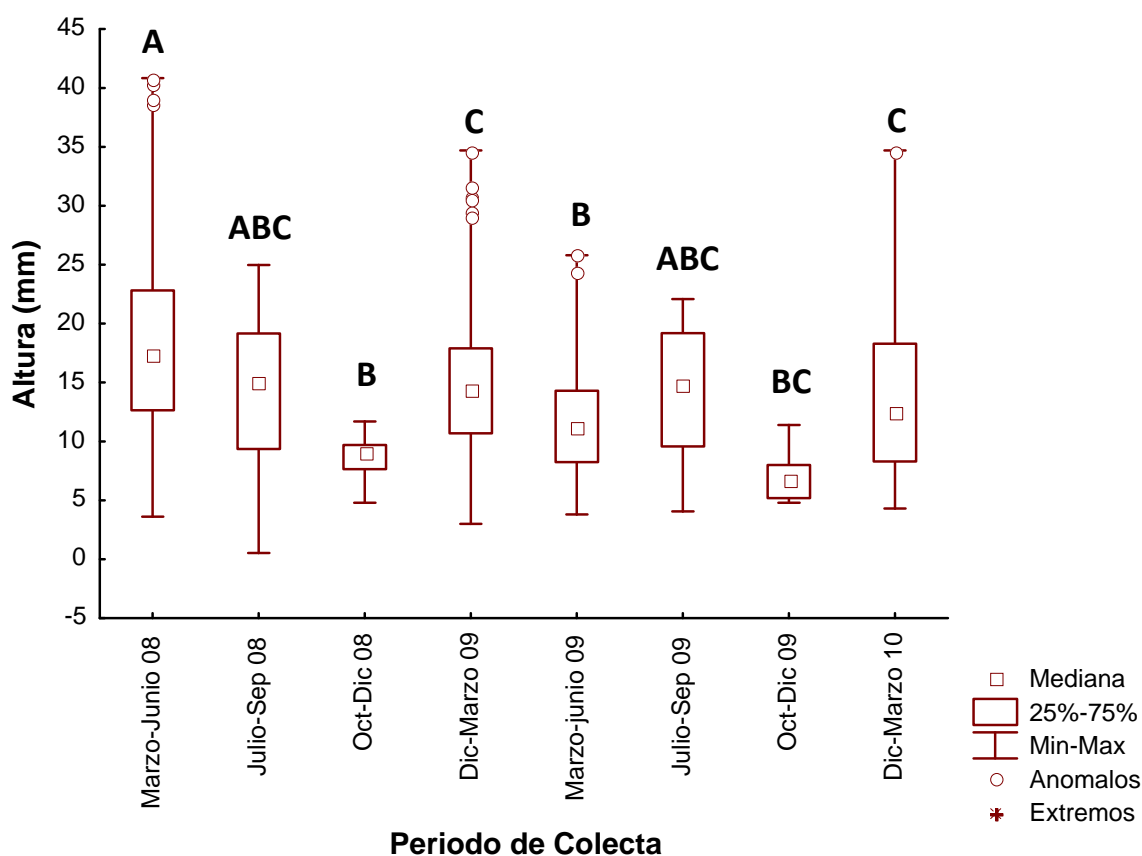 45
40
35
30
25
20
15
10
5
0
-5
Altura (mm)
A
ABC
B
C
B
ABC
BC
C
Marzo-Junio 08
Julio-Sep 08
Oct-Dic 08
Dic-Marzo 09
Marzo-junio 09
Julio-Sep 09
Oct-Dic 09
Dic-Marzo 10
Periodo de Colecta
Mediana
25%-75%
Min-Max
Anomalos
Extremos